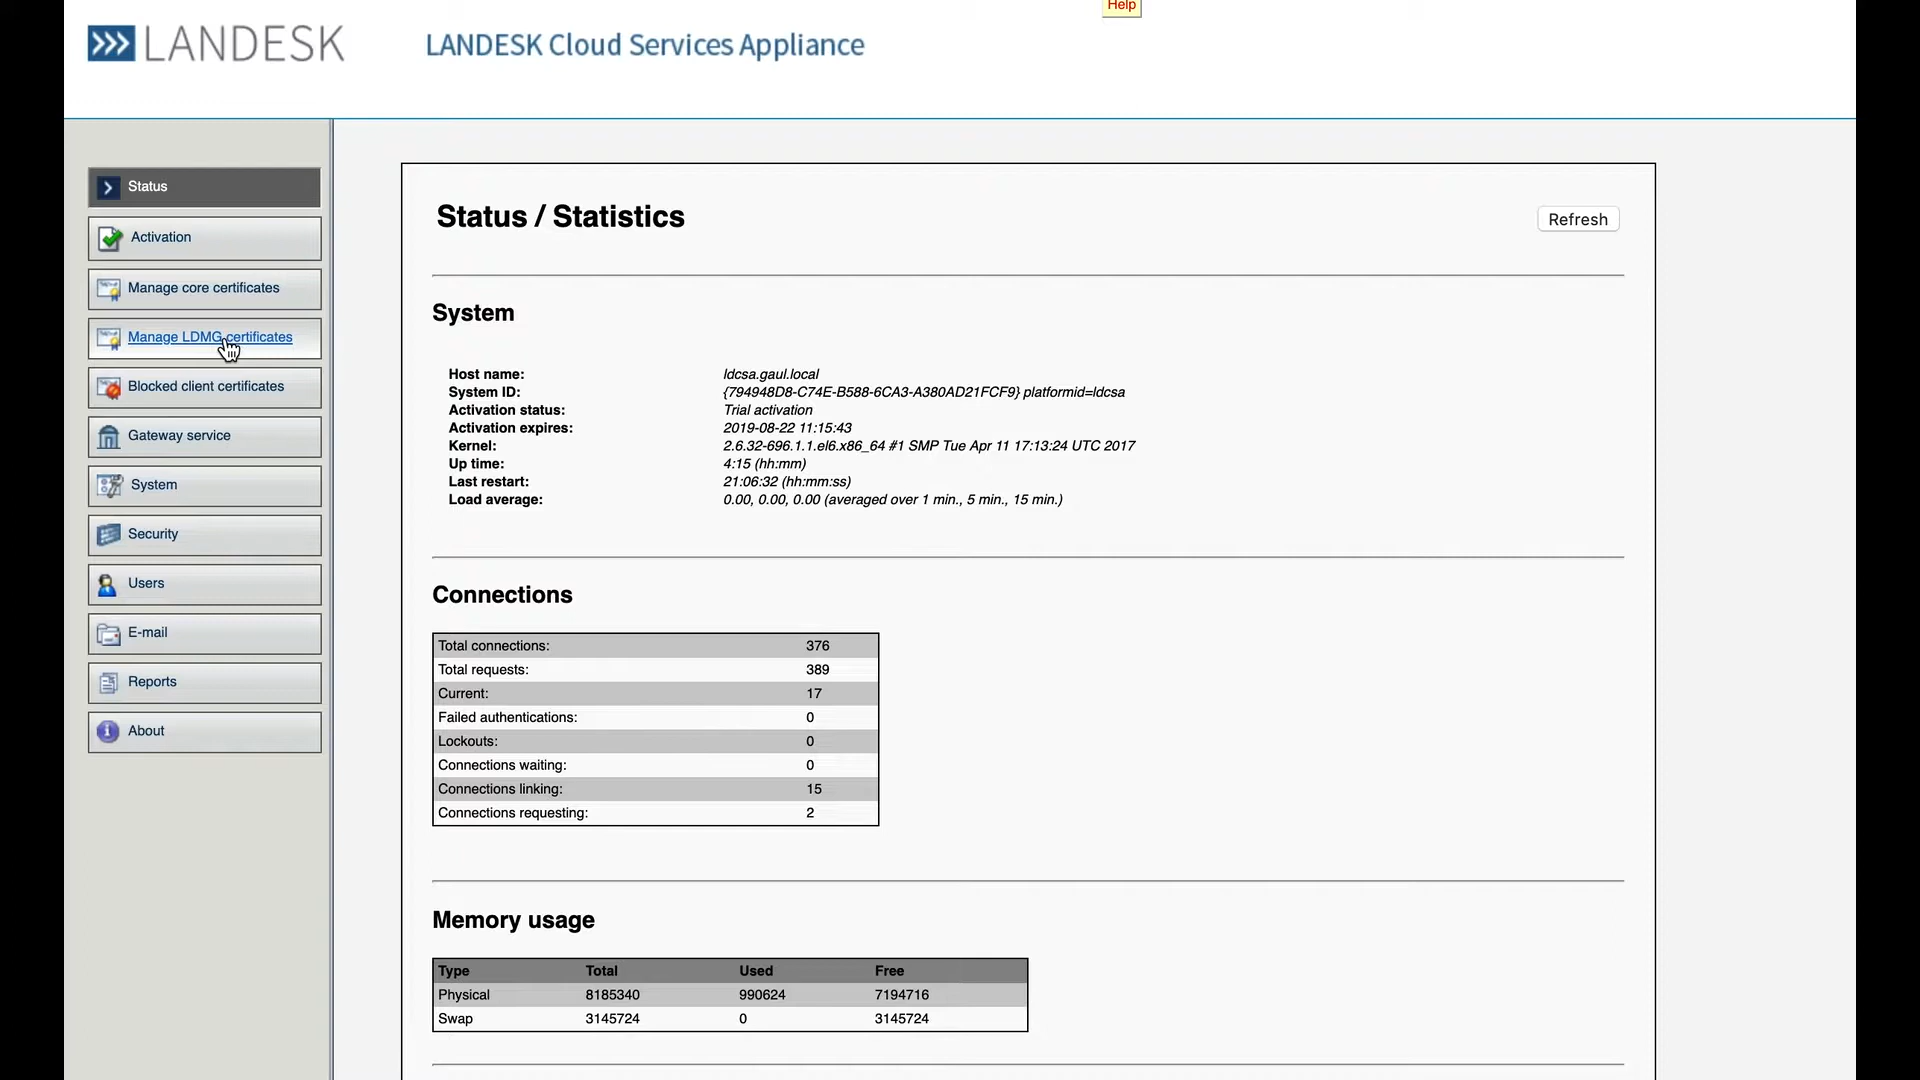 Help
LANDESK
LANDESK Cloud Services Appliance
Status
Activation
Manage core certificates
Manage LDMG certificates
Blocked client certificates
Gateway service
System
Security
Users
E-mail
Reports
About
Status / Statistics
Refresh
System
Host name: ldcsa.gaul.local
System ID: {794948D8-C74E-B588-6CA3-A380AD21FCF9} platformid=ldcsa
Activation status: Trial activation
Activation expires: 2019-08-22 11:15:43
Kernel: 2.6.32-696.1.1.el6.x86_64 #1 SMP Tue Apr 11 17:13:24 UTC 2017
Up time: 4:15 (hh:mm)
Last restart: 21:06:32 (hh:mm:ss)
Load average: 0.00, 0.00, 0.00 (averaged over 1 min., 5 min., 15 min.)
Connections
Total connections: 376
Total requests: 389
Current: 17
Failed authentications: 0
Lockouts: 0
Connections waiting: 0
Connections linking: 15
Connections requesting: 2
Memory usage
Type Total Used Free
Physical 8185340 990624 7194716
Swap 3145724 0 3145724